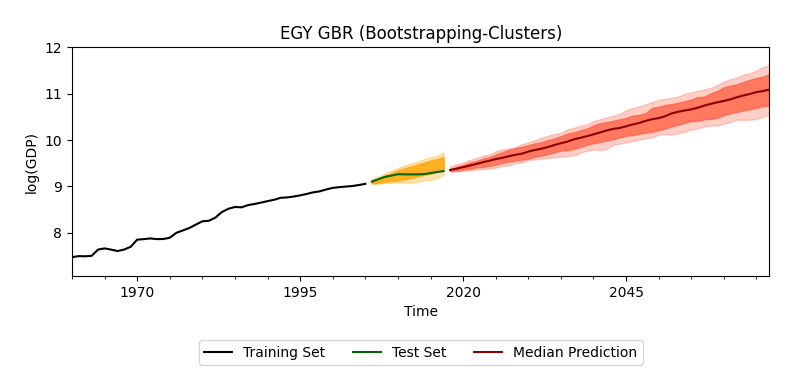 EGY GBR (Bootstrapping-Clusters)
12
11
10
9
8
log(GDP)
1970 1995 2020 2045
Time
Training Set Test Set Median Prediction